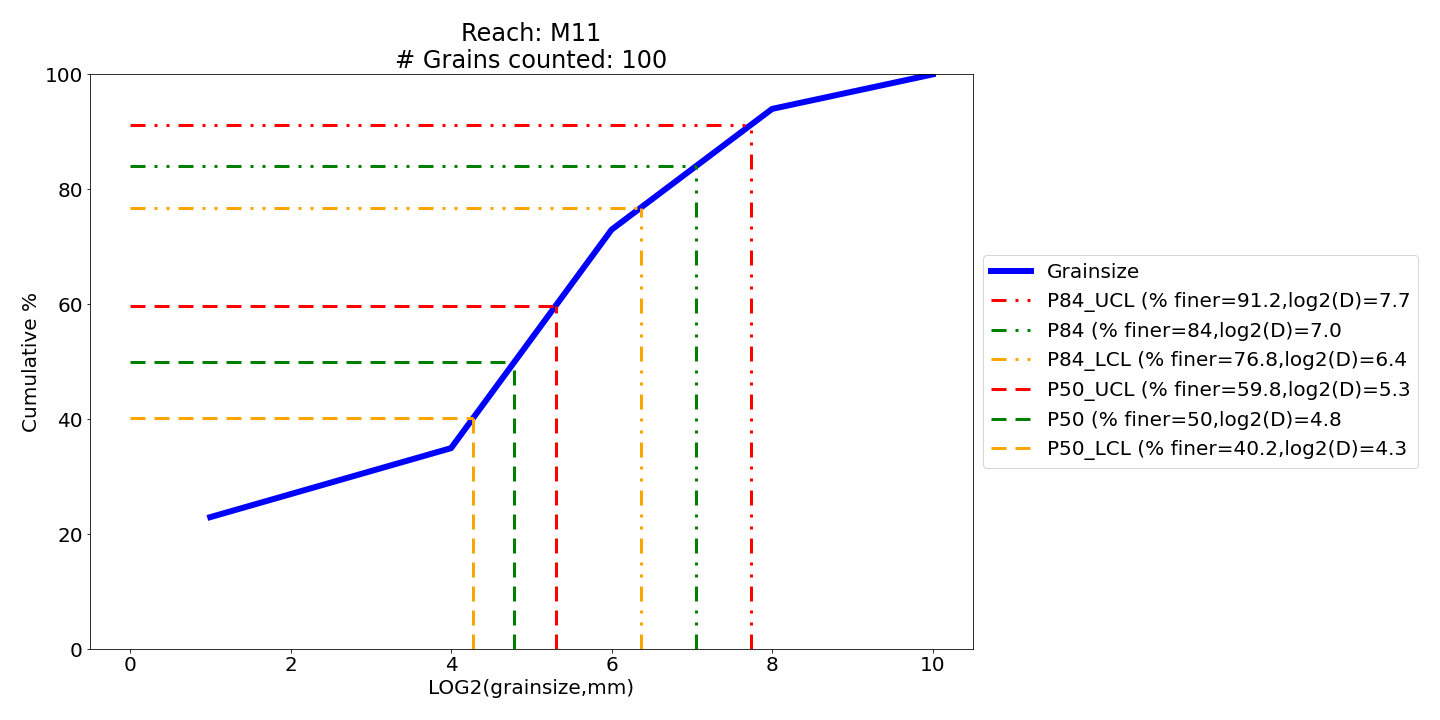 Reach: M11
# Grains counted: 100
100
80
60
40
20
0
Cumulative %
0 2 4 6 8 10
LOG2(grainsize,mm)
Grainsize
P84_UCL (% finer=91.2,log2(D)=7.7
P84 (% finer=84,log2(D)=7.0
P84_LCL (% finer=76.8,log2(D)=6.4
P50_UCL (% finer=59.8,log2(D)=5.3
P50 (% finer=50,log2(D)=4.8
P50_LCL (% finer=40.2,log2(D)=4.3